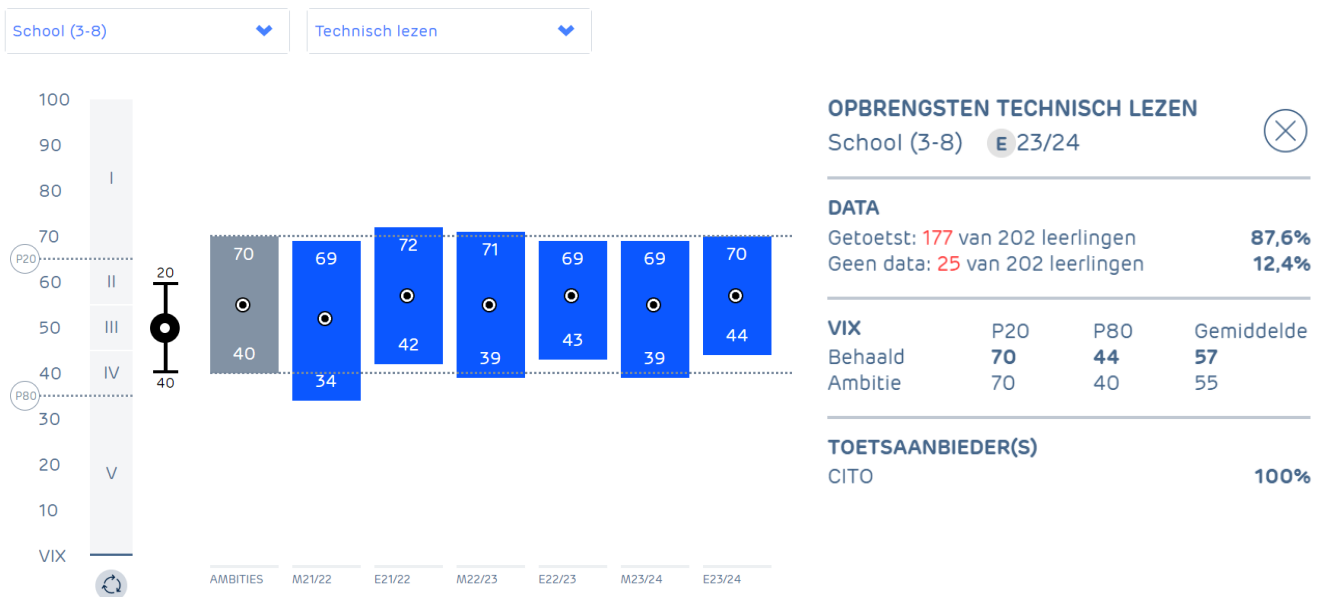 School (3-8)
Technisch lezen
100
90
80
70
60
50
40
30
20
10
VIX
P20
P80
I
II
III
IV
V
20
40
70
40
69
34
72
42
71
39
69
43
69
39
70
44
AMBITIES
M21/22
E21/22
M22/23
E22/23
M23/24
E23/24
OPBRENGSTEN TECHNISCH LEZEN
School (3-8) E 23/24
DATA
Getoetst: 177 van 202 leerlingen 87,6%
Geen data: 25 van 202 leerlingen 12,4%
VIX P20 P80 Gemiddelde
Behaald 70 44 57
Ambitie 70 40 55
TOETSAANBIEDER(S)
CITO 100%